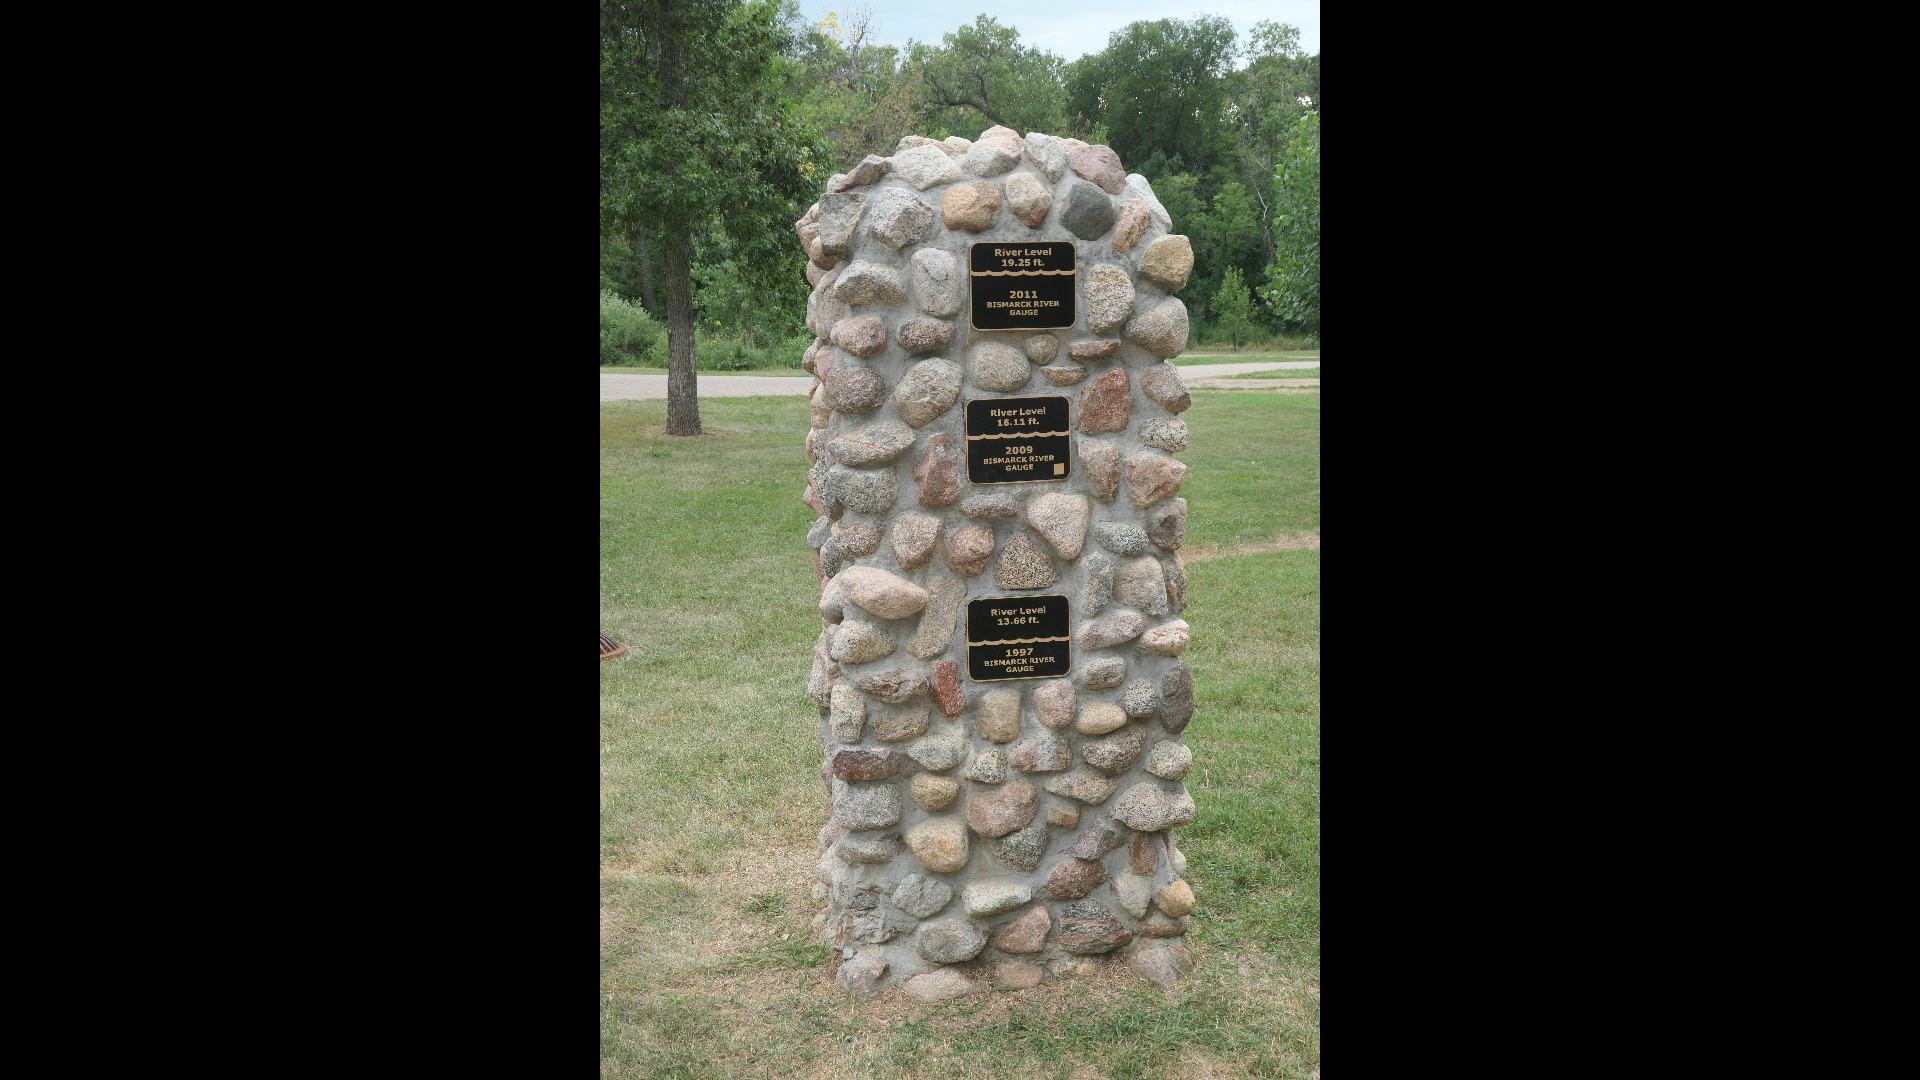 River Level
19.25 ft.
2011
BISMARCK RIVER
GAUGE
River Level
16.11 ft.
2009
BISMARCK RIVER
GAUGE
River Level
13.66 ft.
1997
BISMARCK RIVER
GAUGE